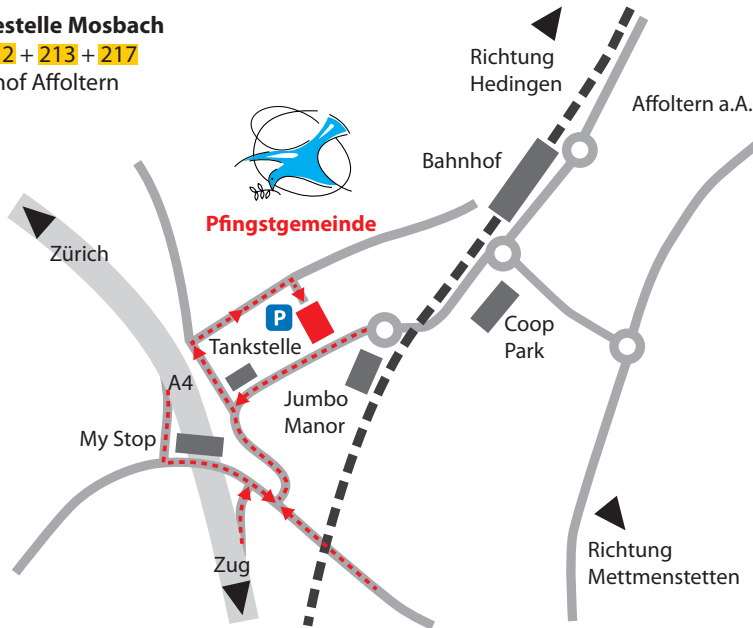 estelle Mosbach
2 + 213 + 217
hof Affoltern
Richtung
Hedingen
Affoltern a.A.
Bahnhof
Pfingstgemeinde
Zürich
P
Tankstelle
Coop
Park
A4
Jumbo
Manor
My Stop
Zug
Richtung
Mettmenstetten